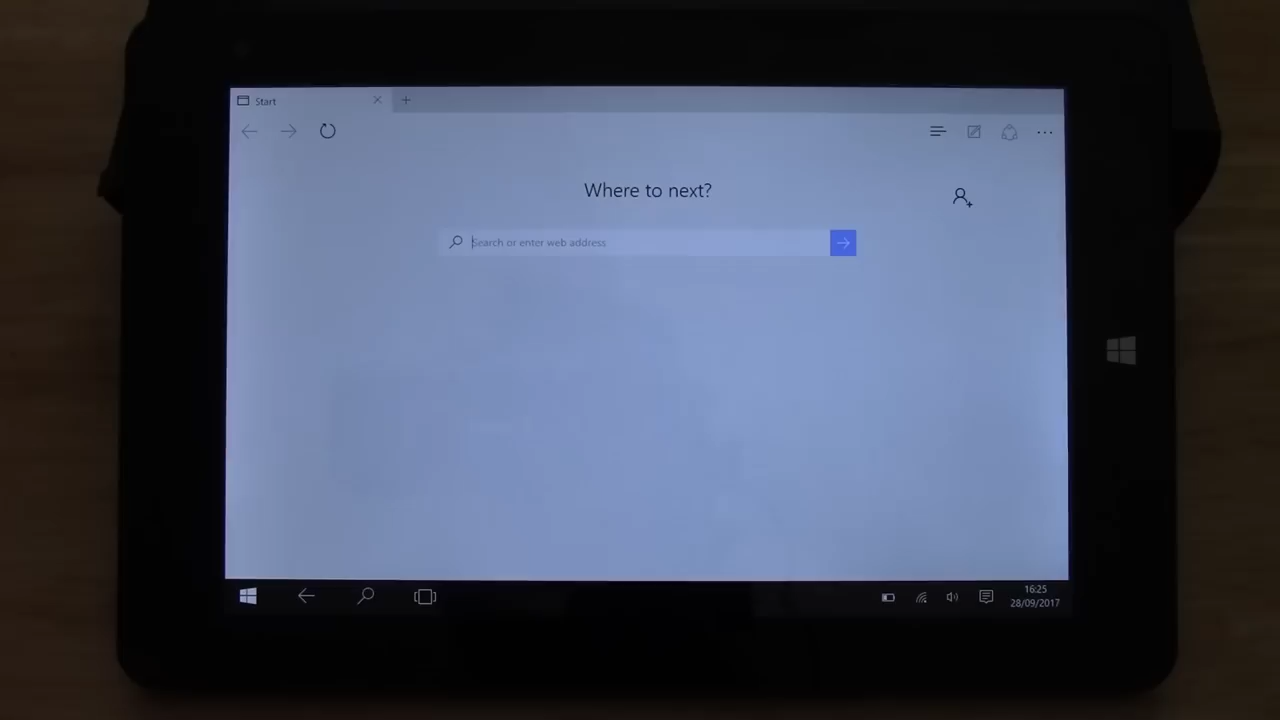 Start
Where to next?
Search or enter web address
16:25
28/09/2017